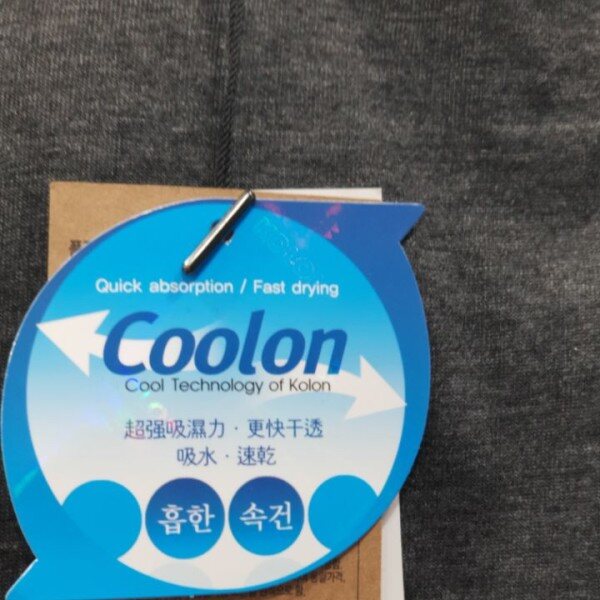 Quick absorption / Fast drying
Coolon
Cool Technology of Kolon
超强吸濕力 · 更快干透
吸水 · 速乾
흡한 속건